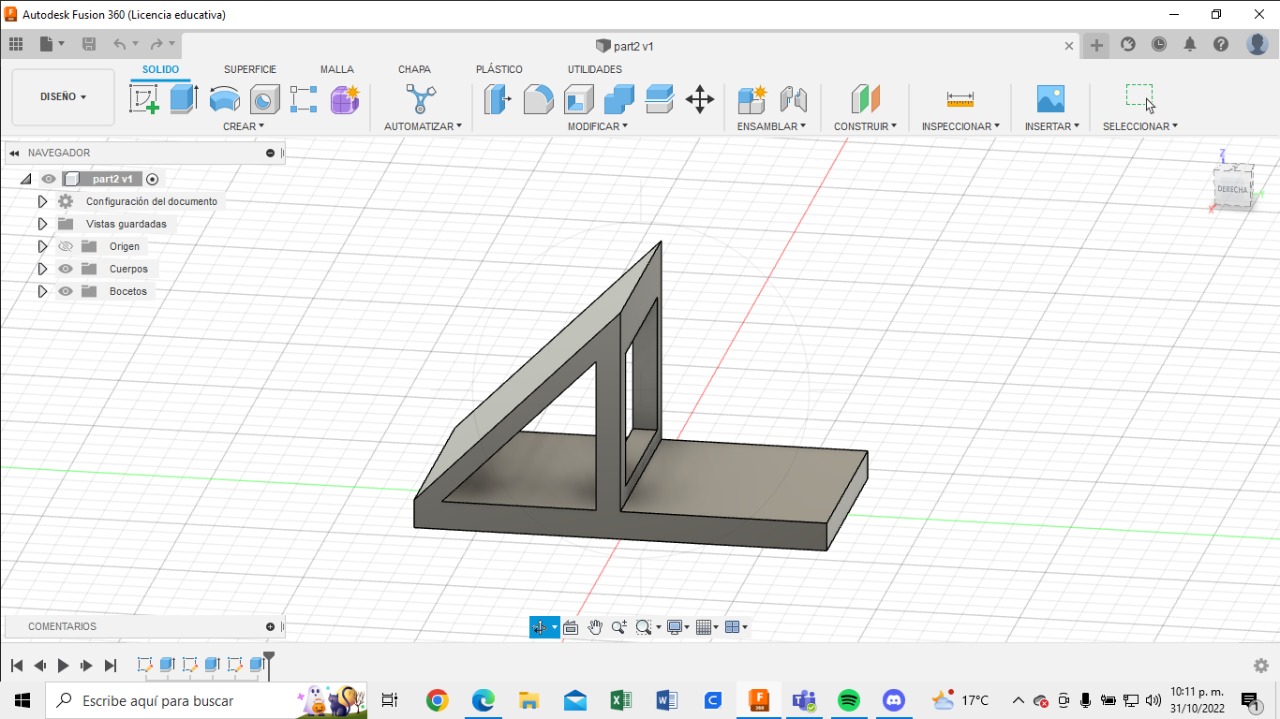 Autodesk Fusion 360 (Licencia educativa)
part2 v1
SOLIDO SUPERFICIE MALLA CHAPA PLÁSTICO UTILIDADES
DISEÑO
CREAR AUTOMATIZAR MODIFICAR ENSAMBLAR CONSTRUIR INSPECCIONAR INSERTAR SELECCIONAR
NAVEGADOR
part2 v1
Configuración del documento
Vistas guardadas
Origen
Cuerpos
Bocetos
Z
DERECHA
X
Y
COMENTARIOS
Escribe aquí para buscar
17°C
10:11 p. m.
31/10/2022
1